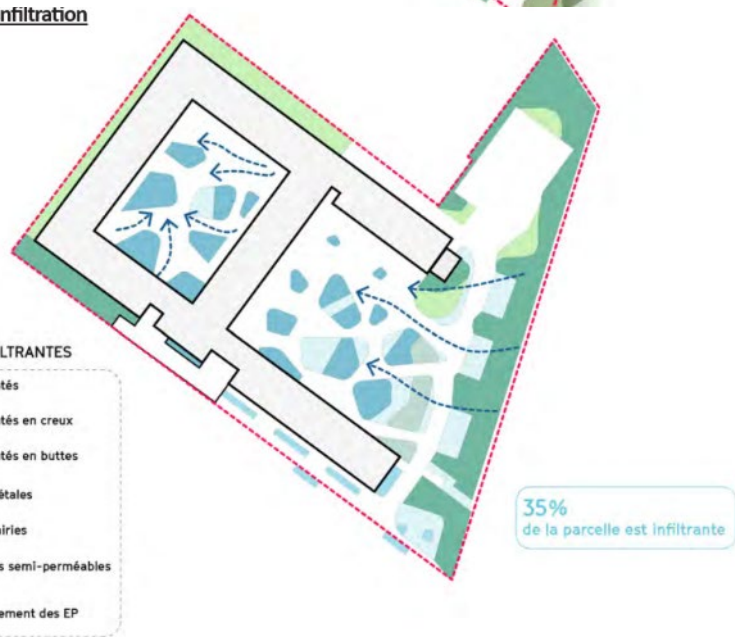 nfiltration
LTRANTES
tés
tés en creux
tés en buttes
étales
iries
s semi-perméables
ement des EP
35%
de la parcelle est infiltrante